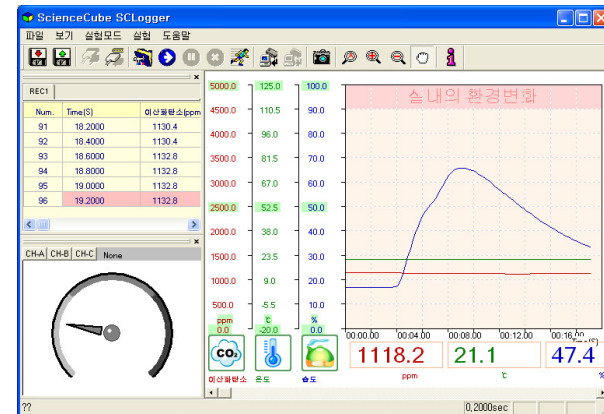 ScienceCube SCLogger
파일 보기 실험모드 실험 도움말
REC1
Num. Time(S) 이산화탄소(ppm
91 18.2000 1130.4
92 18.4000 1130.4
93 18.6000 1132.8
94 18.8000 1132.8
95 19.0000 1132.8
96 19.2000 1132.8
CH-A CH-B CH-C None
5000.0 125.0 100.0
4500.0 110.5 90.0
4000.0 96.0 80.0
3500.0 81.5 70.0
3000.0 67.0 60.0
2500.0 52.5 50.0
2000.0 38.0 40.0
1500.0 23.5 30.0
1000.0 9.0 20.0
500.0 -5.5 10.0
ppm ℃ %
0.0 -20.0 0.0
CO₂
이산화탄소 온도 습도
실내의 환경변화
00:00.00 00:04.00 00:08.00 00:12.00 00:16.00
1118.2 21.1 47.4
ppm ℃ %
?? 0,2000sec